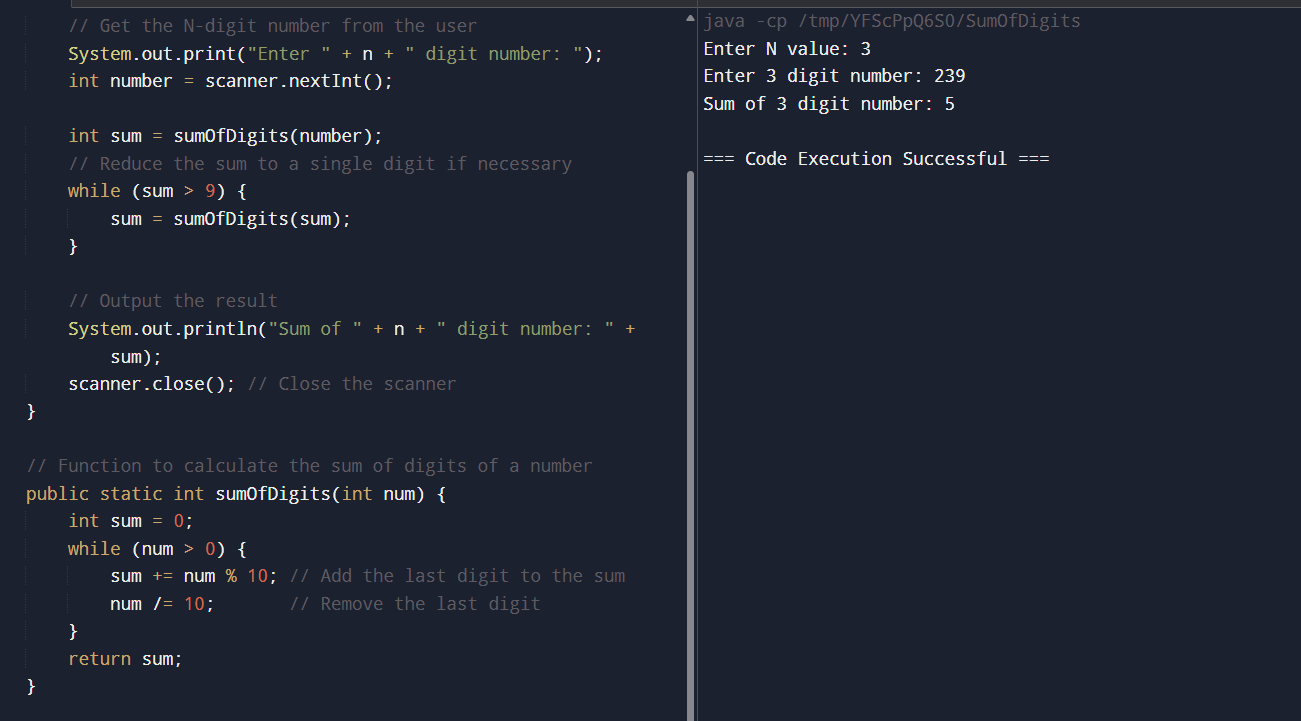 // Get the N-digit number from the user
System.out.print("Enter " + n + " digit number: ");
int number = scanner.nextInt();
int sum = sumOfDigits(number);
// Reduce the sum to a single digit if necessary
while (sum > 9) {
sum = sumOfDigits(sum);
}
// Output the result
System.out.println("Sum of " + n + " digit number: " +
sum);
scanner.close(); // Close the scanner
}
// Function to calculate the sum of digits of a number
public static int sumOfDigits(int num) {
int sum = 0;
while (num > 0) {
sum += num % 10; // Add the last digit to the sum
num /= 10; // Remove the last digit
}
return sum;
}
java -cp /tmp/YFScPpQ6S0/SumOfDigits
Enter N value: 3
Enter 3 digit number: 239
Sum of 3 digit number: 5
=== Code Execution Successful ===